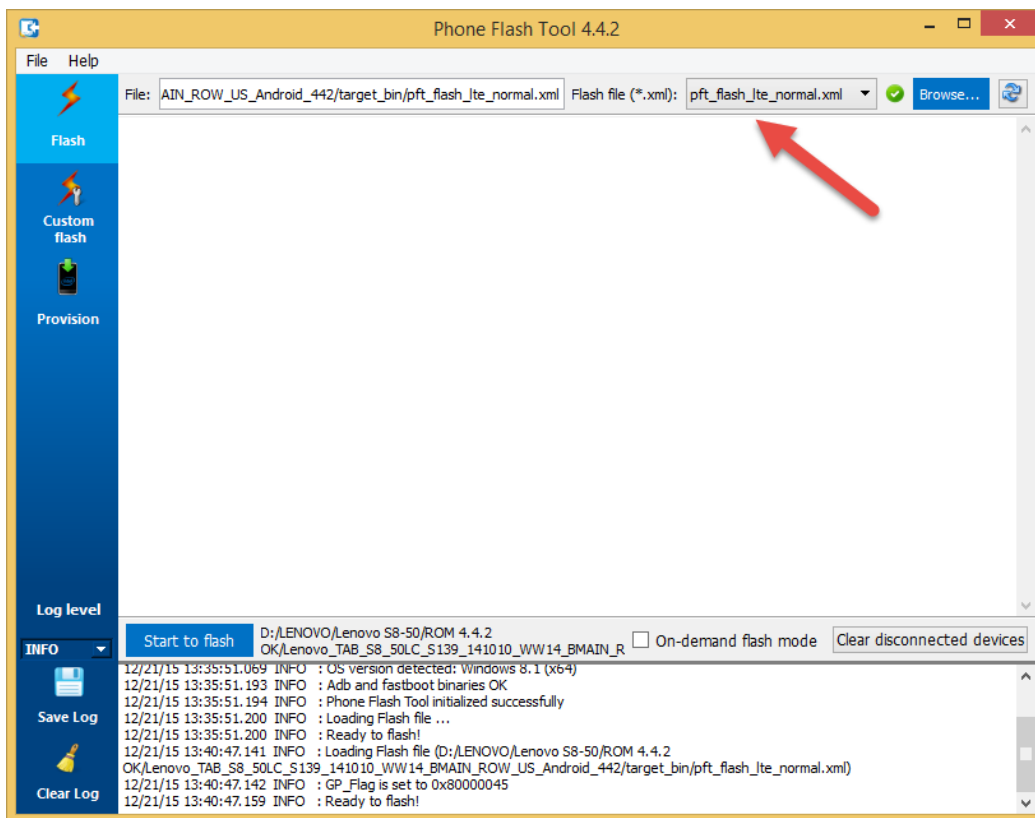 Phone Flash Tool 4.4.2
File Help
File: AIN_ROW_US_Android_442/target_bin/pft_flash_lte_normal.xml Flash file (*.xml): pft_flash_lte_normal.xml Browse...
Flash
Custom
flash
Provision
Log level
INFO
Save Log
Clear Log
Start to flash
D:/LENOVO/Lenovo S8-50/ROM 4.4.2
OK/Lenovo_TAB_S8_50LC_S139_141010_WW14_BMAIN_R
On-demand flash mode
Clear disconnected devices
12/21/15 13:35:51.069 INFO : OS version detected: Windows 8.1 (x64)
12/21/15 13:35:51.193 INFO : Adb and fastboot binaries OK
12/21/15 13:35:51.194 INFO : Phone Flash Tool initialized successfully
12/21/15 13:35:51.200 INFO : Loading Flash file ...
12/21/15 13:35:51.200 INFO : Ready to flash!
12/21/15 13:40:47.141 INFO : Loading Flash file (D:/LENOVO/Lenovo S8-50/ROM 4.4.2
OK/Lenovo_TAB_S8_50LC_S139_141010_WW14_BMAIN_ROW_US_Android_442/target_bin/pft_flash_lte_normal.xml)
12/21/15 13:40:47.142 INFO : GP_Flag is set to 0x80000045
12/21/15 13:40:47.159 INFO : Ready to flash!